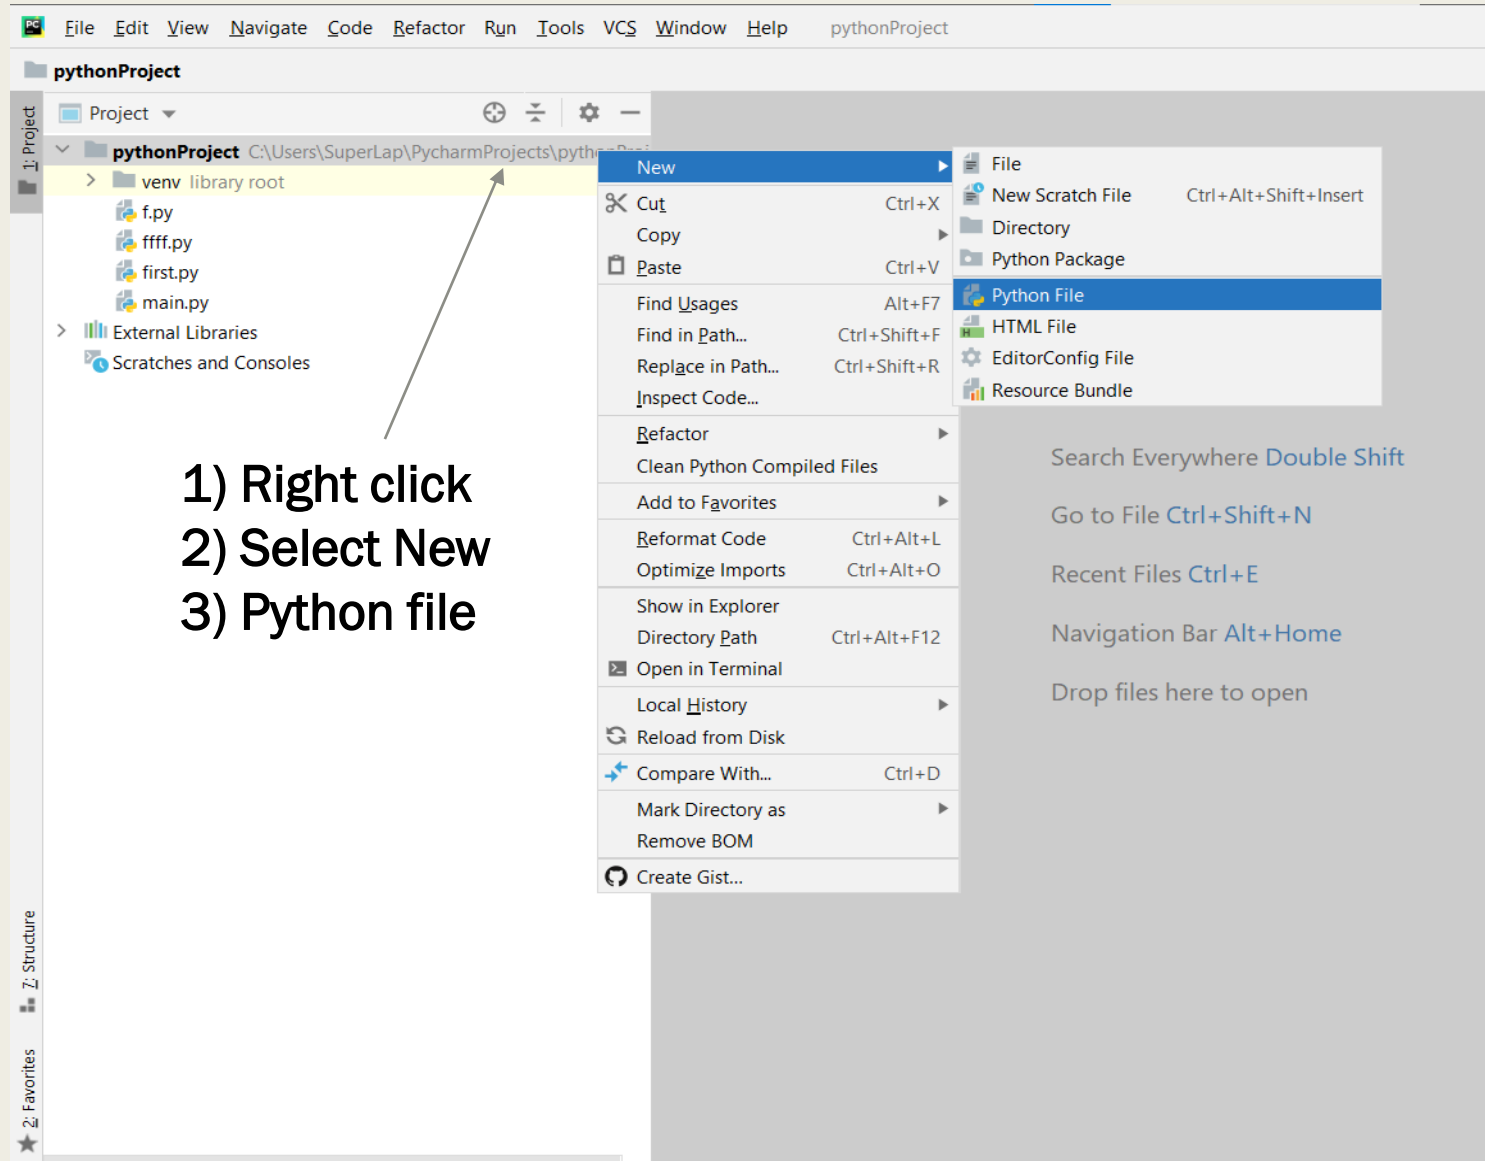 PC
File Edit View Navigate Code Refactor Run Tools VCS Window Help pythonProject
pythonProject
1: Project
Project
pythonProject C:\Users\SuperLap\PycharmProjects\pythonProj
venv library root
f.py
ffff.py
first.py
main.py
External Libraries
Scratches and Consoles
1) Right click
2) Select New
3) Python file
New
Cut Ctrl+X
Copy
Paste Ctrl+V
Find Usages Alt+F7
Find in Path... Ctrl+Shift+F
Replace in Path... Ctrl+Shift+R
Inspect Code...
Refactor
Clean Python Compiled Files
Add to Favorites
Reformat Code Ctrl+Alt+L
Optimize Imports Ctrl+Alt+O
Show in Explorer
Directory Path Ctrl+Alt+F12
Open in Terminal
Local History
Reload from Disk
Compare With... Ctrl+D
Mark Directory as
Remove BOM
Create Gist...
File
New Scratch File Ctrl+Alt+Shift+Insert
Directory
Python Package
Python File
HTML File
EditorConfig File
Resource Bundle
Search Everywhere Double Shift
Go to File Ctrl+Shift+N
Recent Files Ctrl+E
Navigation Bar Alt+Home
Drop files here to open
7: Structure
2: Favorites